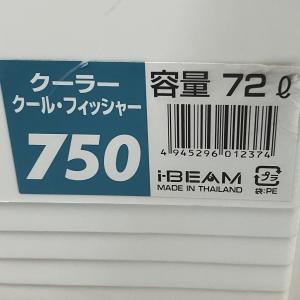 クーラー
クール・フィッシャー
750
容量 72ℓ
4 945296 012374
i-BEAM
MADE IN THAILAND
プラ
袋:PE